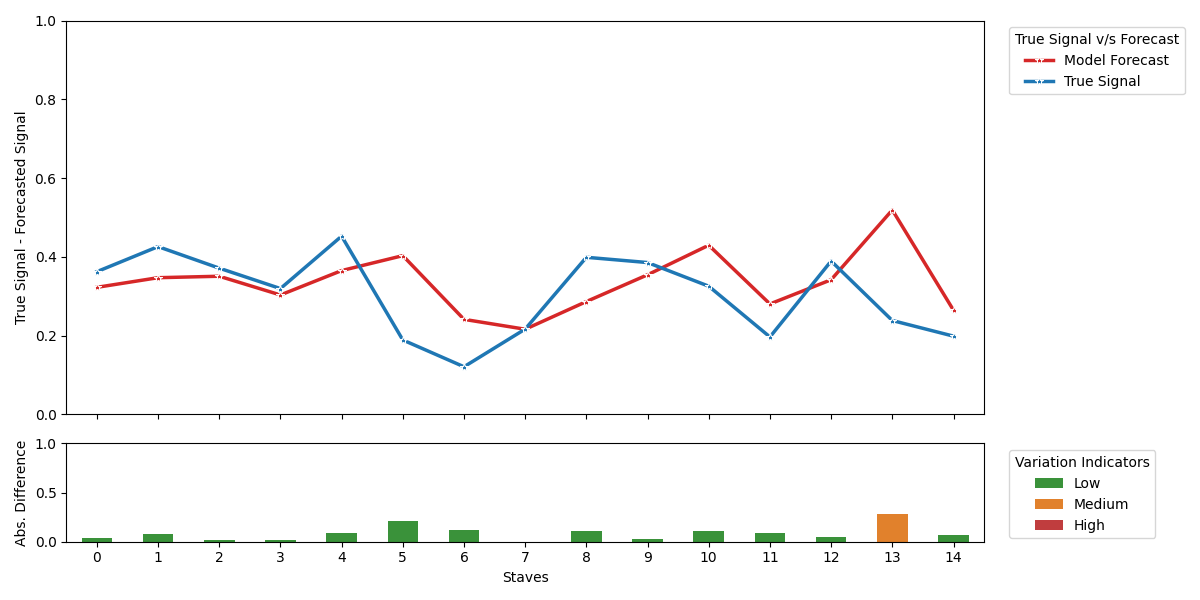 True Signal - Forecasted Signal
1.0
0.8
0.6
0.4
0.2
0.0
True Signal v/s Forecast
Model Forecast
True Signal
Abs. Difference
1.0
0.5
0.0
0 1 2 3 4 5 6 7 8 9 10 11 12 13 14
Staves
Variation Indicators
Low
Medium
High